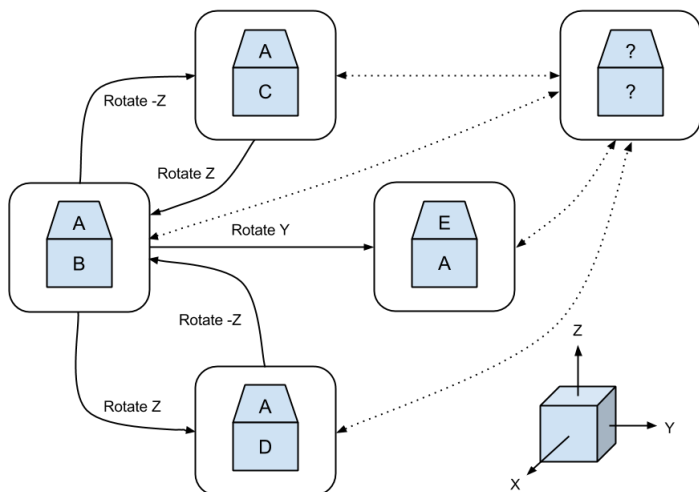 A
C
?
?
Rotate -Z
Rotate Z
A
B
Rotate Y
E
A
Rotate -Z
Rotate Z
A
D
Z
Y
X